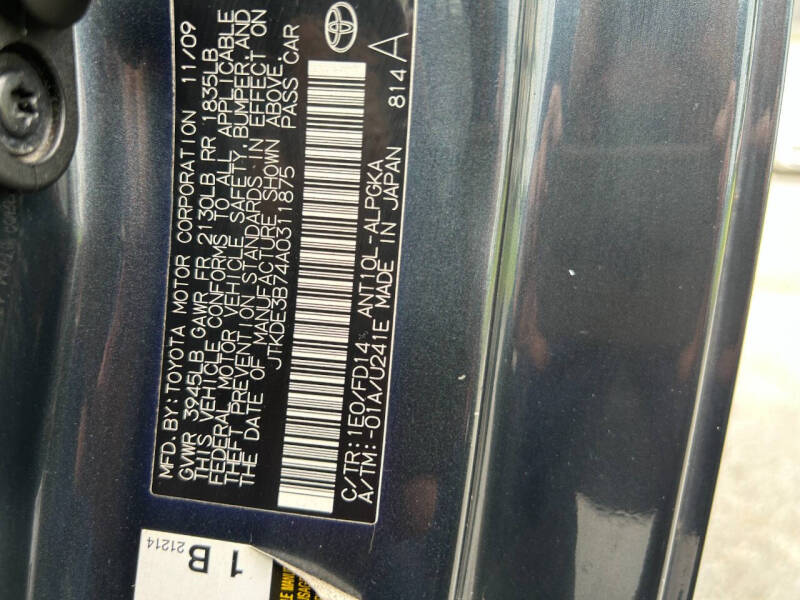 MFD. BY: TOYOTA MOTOR CORPORATION 11/09
GVWR 3945LB GAWR FR 2130LB RR 1835LB
THIS VEHICLE CONFORMS TO ALL APPLICABLE
FEDERAL MOTOR VEHICLE SAFETY, BUMPER, AND
THEFT PREVENTION STANDARDS IN EFFECT ON
THE DATE OF MANUFACTURE SHOWN ABOVE.
JTKDE3B74A0311875 PASS CAR
C/TR: 1E0/FD14 ANT10L-ALPGKA
A/TM: -01A/U241E MADE IN JAPAN 814 A
1 B
21214